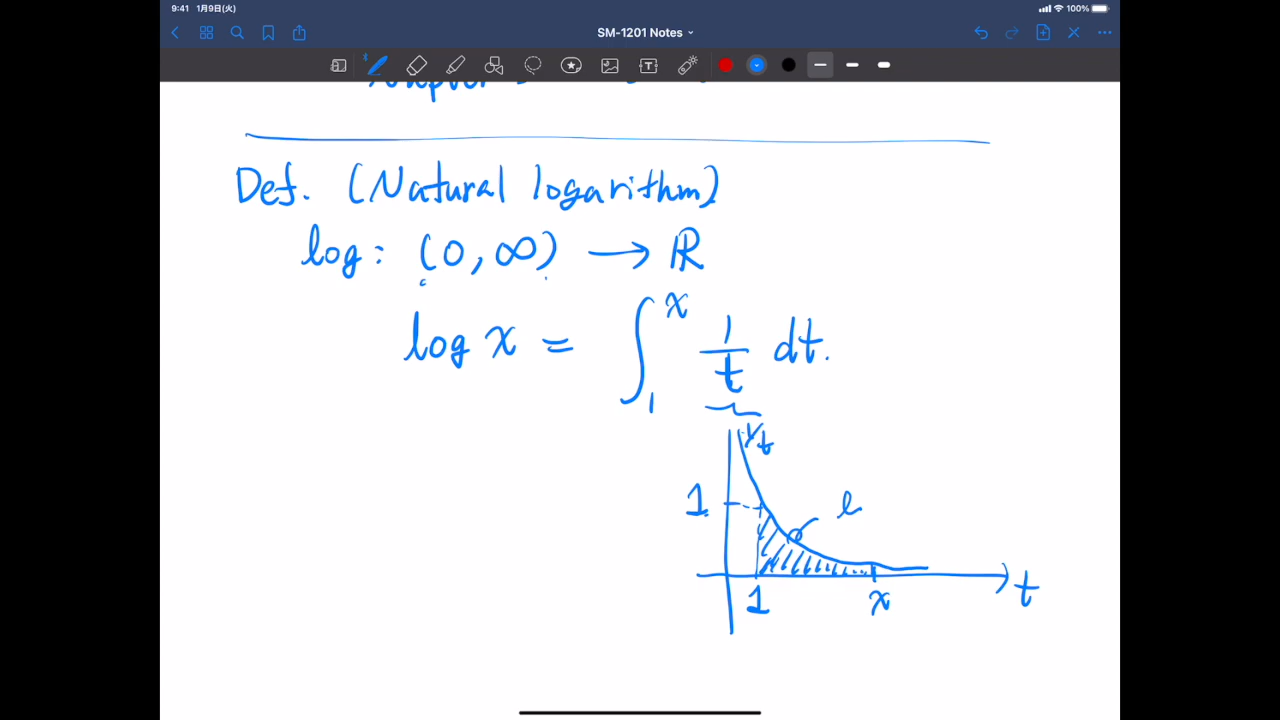 9:41 1月9日(火) 100%
SM-1201 Notes
Def. (Natural logarithm)
log: (0, ∞) → ℝ
log x = ∫₁ˣ 1/t dt.
1/t
1
1 x t